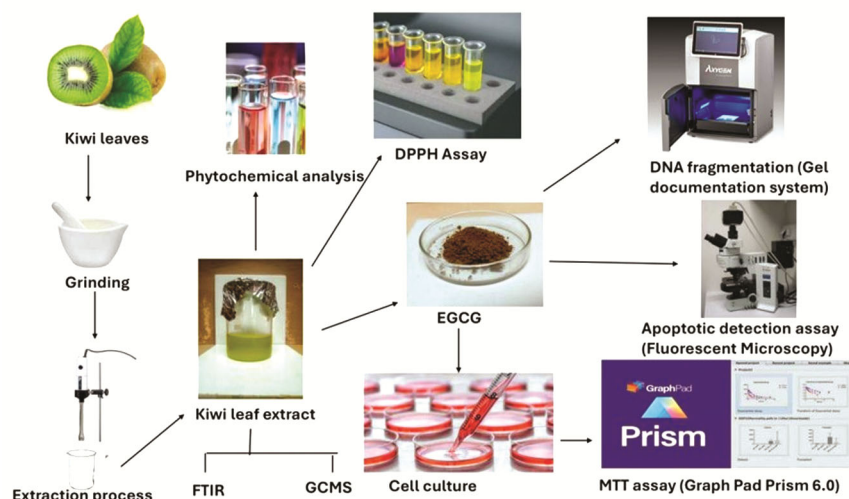 Kiwi leaves
Grinding
Extraction process
Phytochemical analysis
Kiwi leaf extract
FTIR
GCMS
DPPH Assay
EGCG
Cell culture
AXYGEN
DNA fragmentation (Gel
documentation system)
Apoptotic detection assay
(Fluorescent Microscopy)
GraphPad
Prism
MTT assay (Graph Pad Prism 6.0)